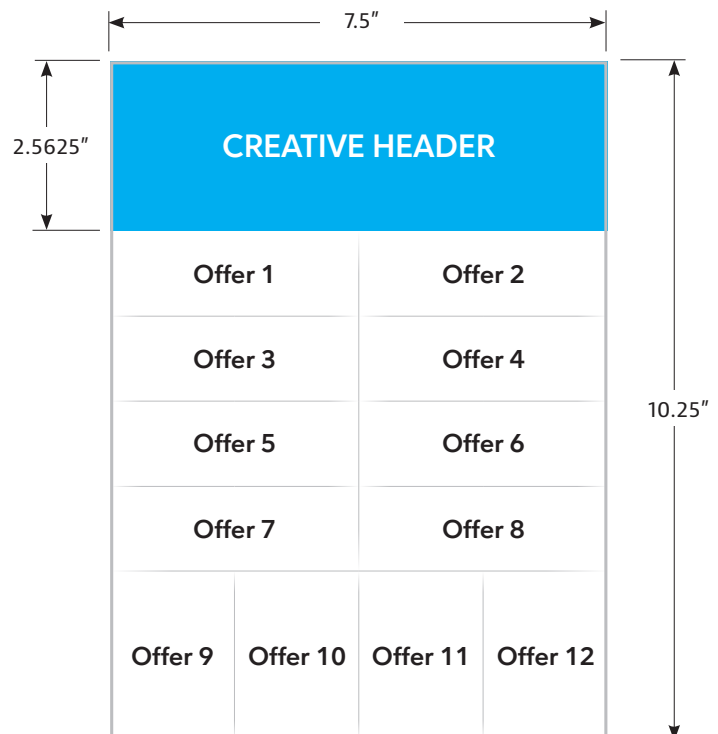 7.5"
2.5625"
CREATIVE HEADER
Offer 1
Offer 2
Offer 3
Offer 4
10.25"
Offer 5
Offer 6
Offer 7
Offer 8
Offer 9
Offer 10
Offer 11
Offer 12